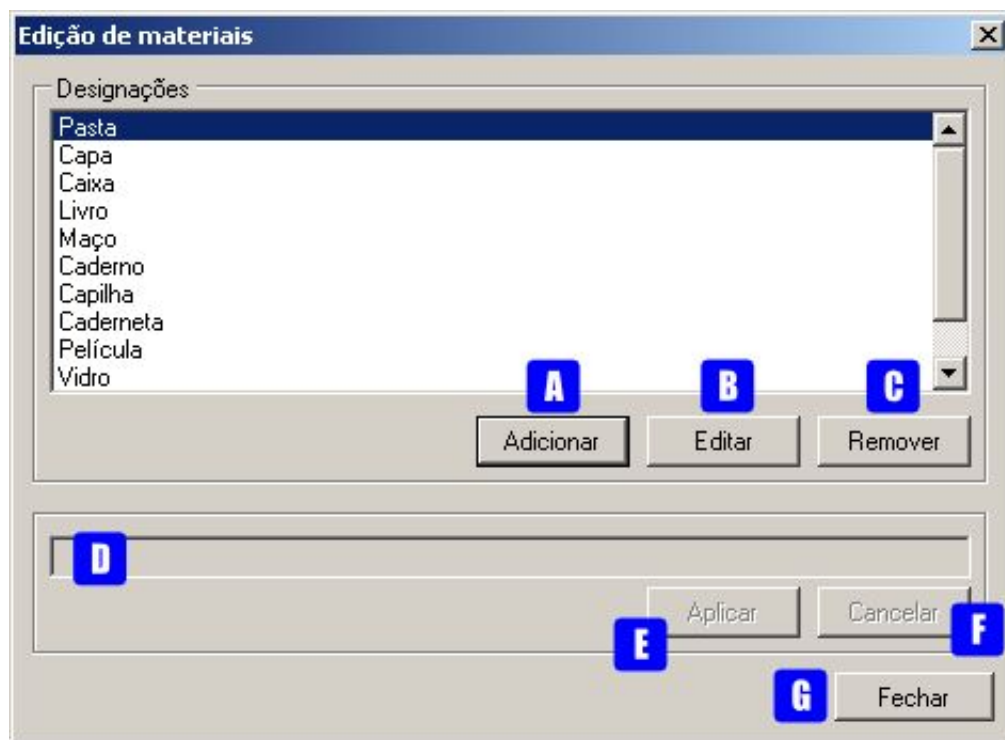 Edição de materiais
Designações
Pasta
Capa
Caixa
Livro
Maço
Caderno
Capilha
Caderneta
Película
Vidro
A B C
Adicionar Editar Remover
D
Aplicar Cancelar
E F
G Fechar